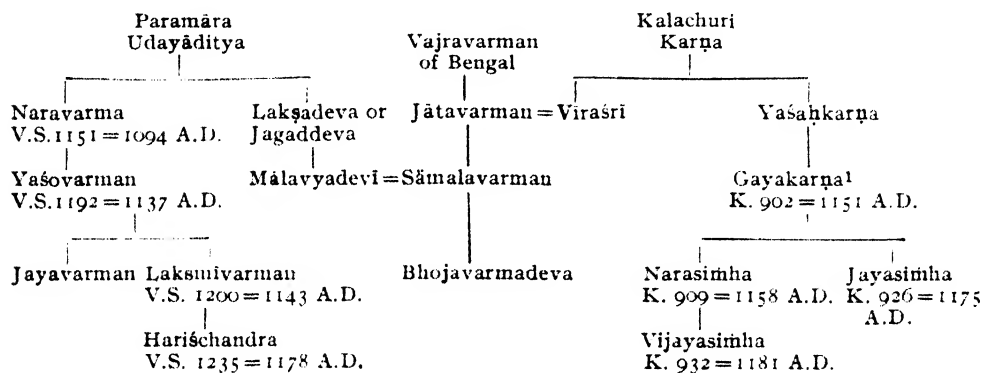 Paramāra
Udayāditya
Vajravarman
of Bengal
Kalachuri
Karṇa
Naravarma
V.S. 1151 = 1094 A.D.
Lakṣadeva or
Jagaddeva
Jātavarman = Vīraśrī
Yaśaḥkarṇa
Yaśovarman
V.S. 1192 = 1137 A.D.
Mālavyadevī = Sāmalavarman
Gayakarṇa¹
K. 902 = 1151 A.D.
Jayavarman
Lakṣmīvarman
V.S. 1200 = 1143 A.D.
Bhojavarmadeva
Narasiṁha
K. 909 = 1158 A.D.
Jayasiṁha
K. 926 = 1175
A.D.
Hariśchandra
V.S. 1235 = 1178 A.D.
Vijayasiṁha
K. 932 = 1181 A.D.